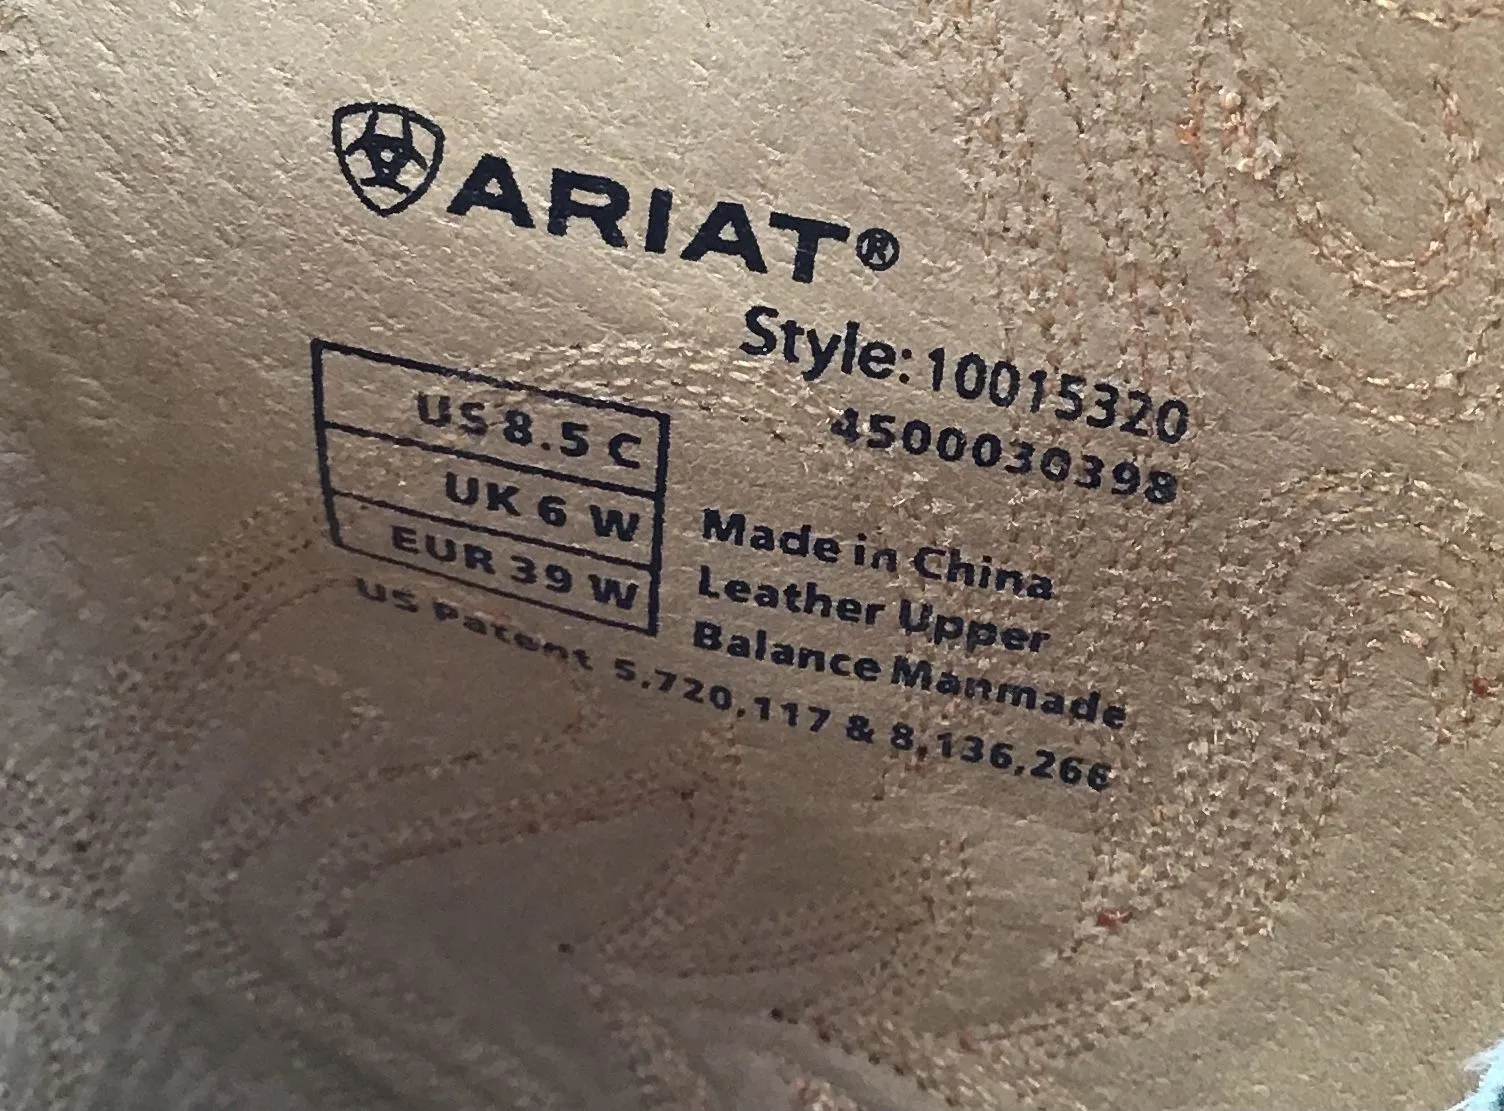 ARIAT®
Style: 10015320
4500030398
US 8.5 C
UK 6 W
EUR 39 W
Made in China
Leather Upper
Balance Manmade
US Patent 5,720,117 & 8,136,266